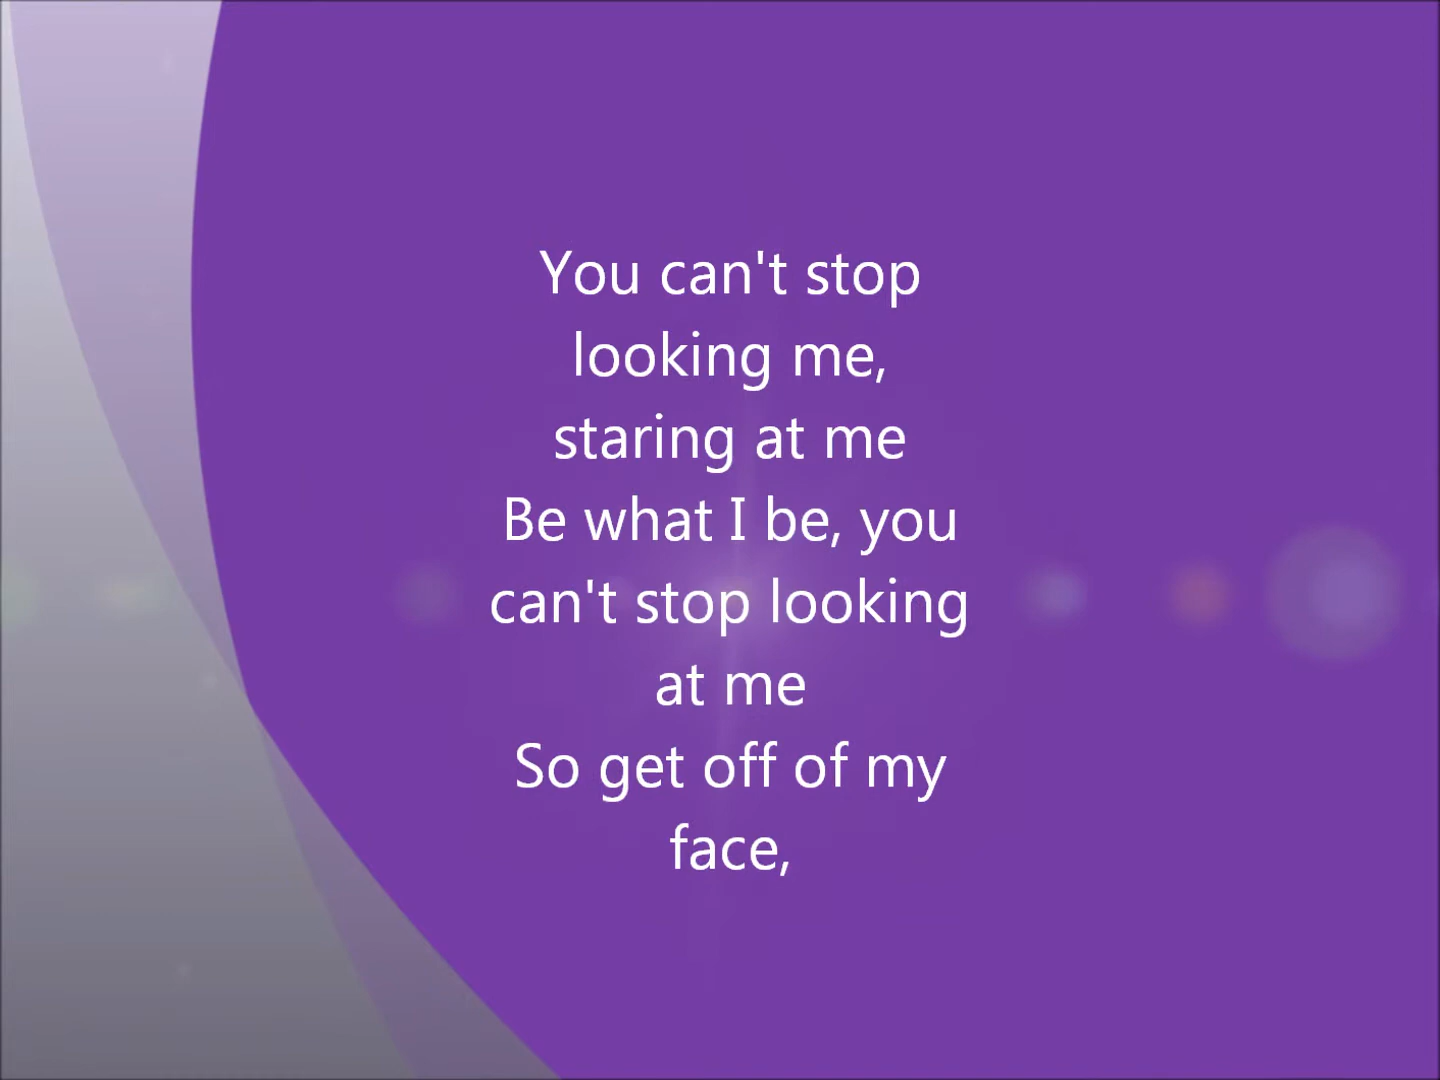 You can't stop
looking me,
staring at me
Be what I be, you
can't stop looking
at me
So get off of my
face,